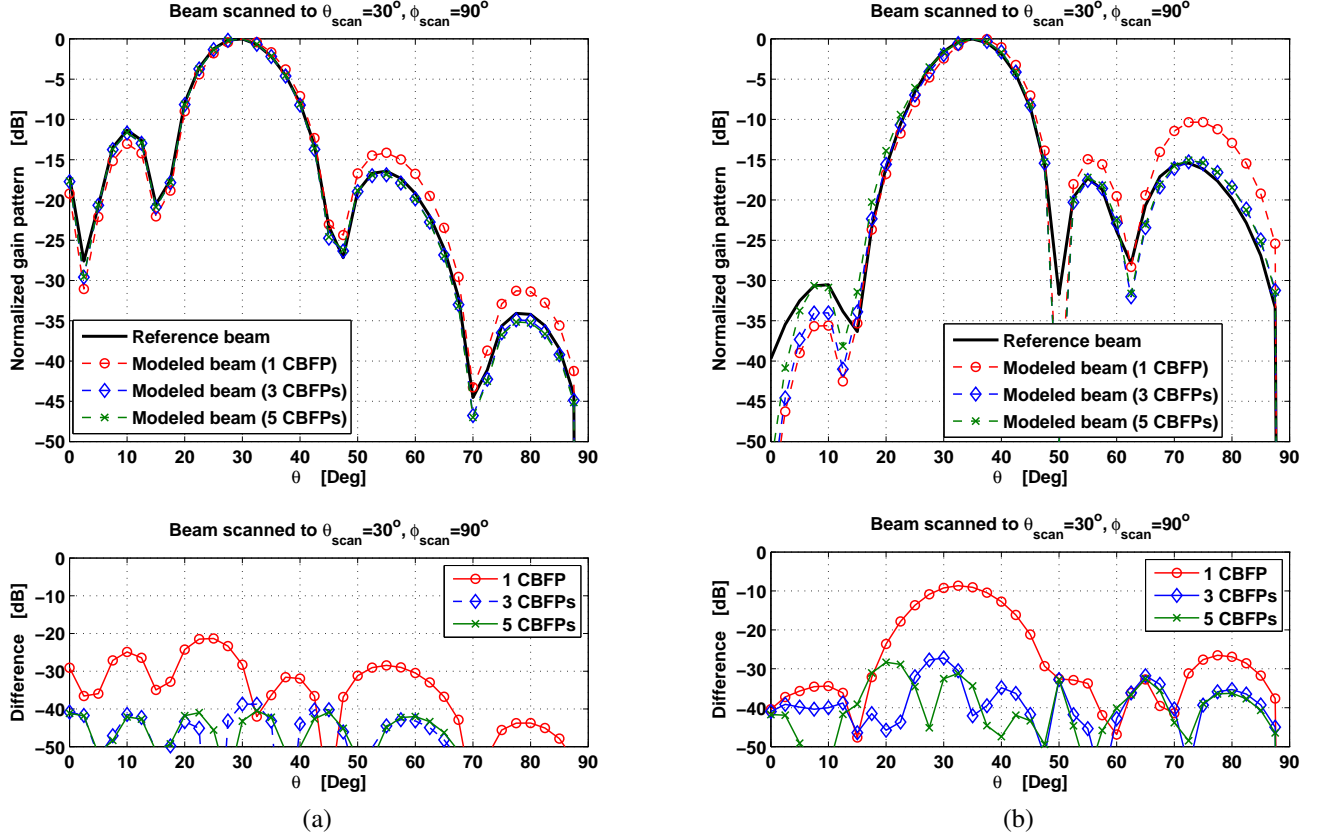 Beam scanned to θscan=30°, ϕscan=90°
0
−5
−10
−15
−20
−25
−30
−35
−40
−45
−50
Normalized gain pattern [dB]
Reference beam
Modeled beam (1 CBFP)
Modeled beam (3 CBFPs)
Modeled beam (5 CBFPs)
0 10 20 30 40 50 60 70 80 90
θ [Deg]
Beam scanned to θscan=30°, ϕscan=90°
0
−10
−20
−30
−40
−50
Difference [dB]
1 CBFP
3 CBFPs
5 CBFPs
0 10 20 30 40 50 60 70 80 90
θ [Deg]
(a)
Beam scanned to θscan=30°, ϕscan=90°
0
−5
−10
−15
−20
−25
−30
−35
−40
−45
−50
Normalized gain pattern [dB]
Reference beam
Modeled beam (1 CBFP)
Modeled beam (3 CBFPs)
Modeled beam (5 CBFPs)
0 10 20 30 40 50 60 70 80 90
θ [Deg]
Beam scanned to θscan=30°, ϕscan=90°
0
−10
−20
−30
−40
−50
Difference [dB]
1 CBFP
3 CBFPs
5 CBFPs
0 10 20 30 40 50 60 70 80 90
θ [Deg]
(b)